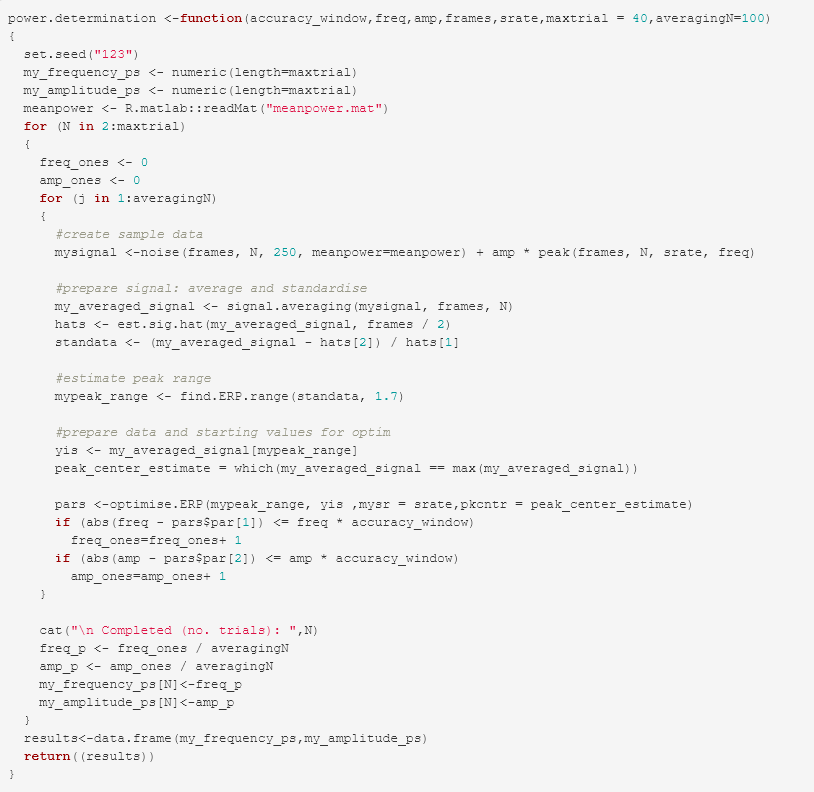 power.determination <-function(accuracy_window,freq,amp,frames,srate,maxtrial = 40,averagingN=100)
{
  set.seed("123")
  my_frequency_ps <- numeric(length=maxtrial)
  my_amplitude_ps <- numeric(length=maxtrial)
  meanpower <- R.matlab::readMat("meanpower.mat")
  for (N in 2:maxtrial)
  {
    freq_ones <- 0
    amp_ones <- 0
    for (j in 1:averagingN)
    {
      #create sample data
      mysignal <-noise(frames, N, 250, meanpower=meanpower) + amp * peak(frames, N, srate, freq)

      #prepare signal: average and standardise
      my_averaged_signal <- signal.averaging(mysignal, frames, N)
      hats <- est.sig.hat(my_averaged_signal, frames / 2)
      standata <- (my_averaged_signal - hats[2]) / hats[1]

      #estimate peak range
      mypeak_range <- find.ERP.range(standata, 1.7)

      #prepare data and starting values for optim
      yis <- my_averaged_signal[mypeak_range]
      peak_center_estimate = which(my_averaged_signal == max(my_averaged_signal))

      pars <-optimise.ERP(mypeak_range, yis ,mysr = srate,pkcntr = peak_center_estimate)
      if (abs(freq - pars$par[1]) <= freq * accuracy_window)
        freq_ones=freq_ones+ 1
      if (abs(amp - pars$par[2]) <= amp * accuracy_window)
        amp_ones=amp_ones+ 1
    }

    cat("\n Completed (no. trials): ",N)
    freq_p <- freq_ones / averagingN
    amp_p <- amp_ones / averagingN
    my_frequency_ps[N]<-freq_p
    my_amplitude_ps[N]<-amp_p
  }
  results<-data.frame(my_frequency_ps,my_amplitude_ps)
  return((results))
}